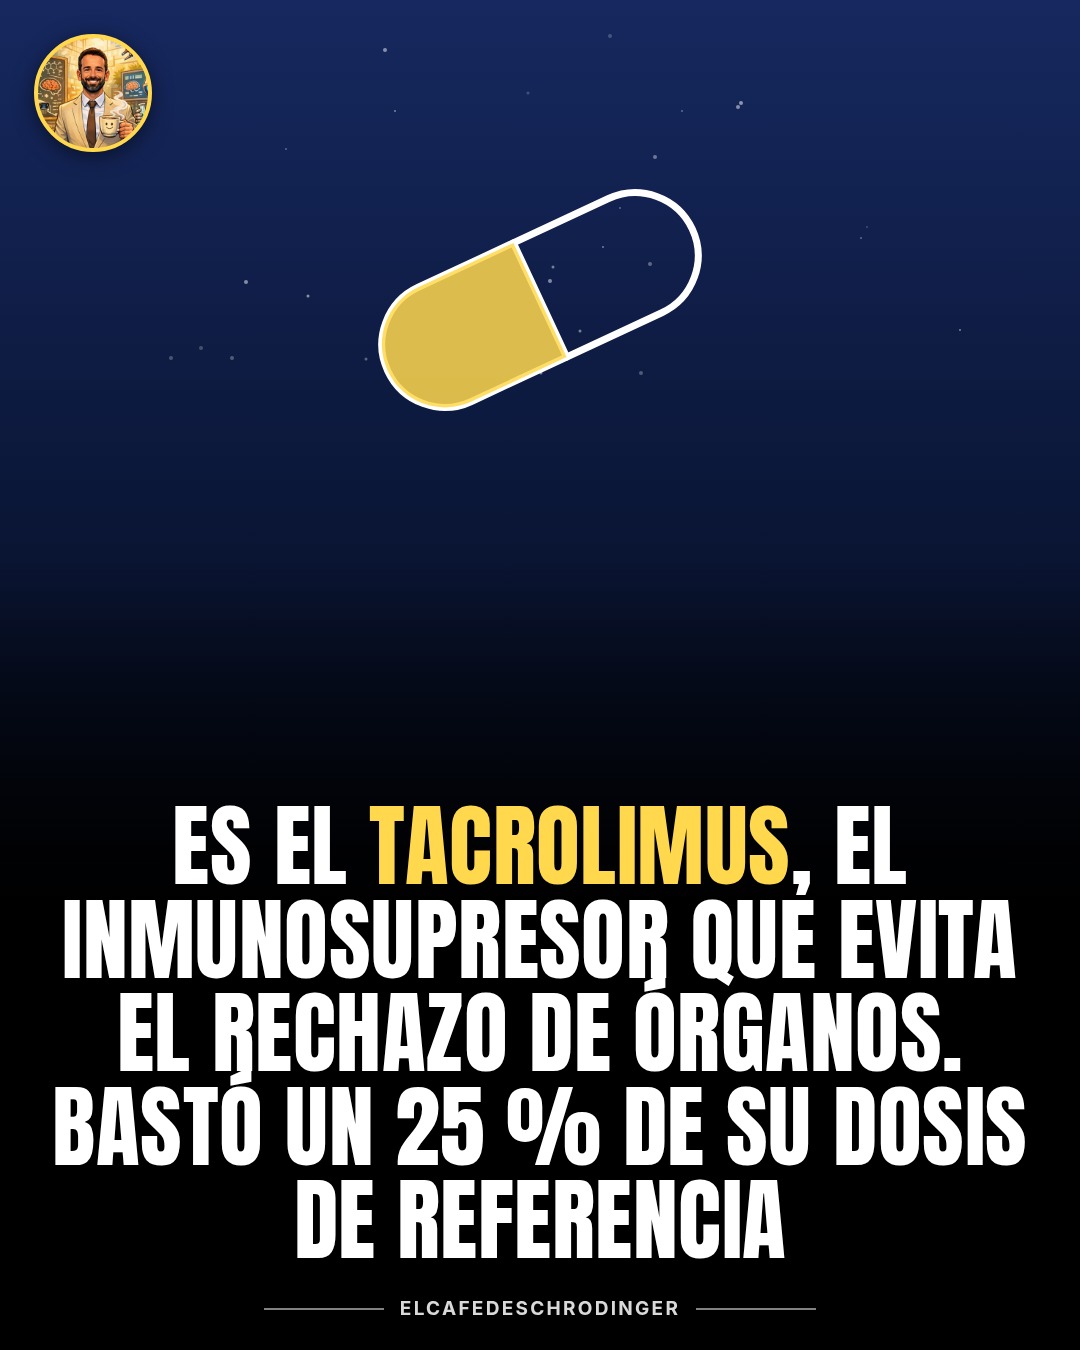 ES EL TACROLIMUS, EL
INMUNOSUPRESOR QUE EVITA
EL RECHAZO DE ÓRGANOS.
BASTÓ UN 25 % DE SU DOSIS
DE REFERENCIA
ELCAFEDESCHRODINGER